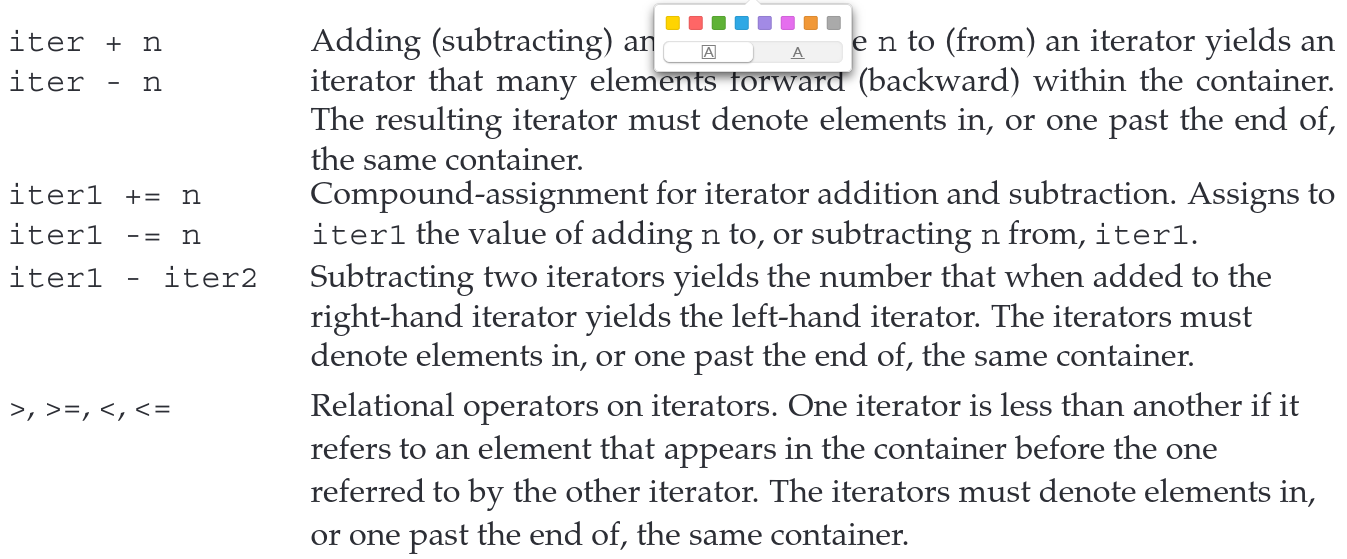 iter + n Adding (subtracting) an e n to (from) an iterator yields an
iter - n iterator that many elements forward (backward) within the container.
The resulting iterator must denote elements in, or one past the end of,
the same container.
iter1 += n Compound-assignment for iterator addition and subtraction. Assigns to
iter1 -= n iter1 the value of adding n to, or subtracting n from, iter1.
iter1 - iter2 Subtracting two iterators yields the number that when added to the
right-hand iterator yields the left-hand iterator. The iterators must
denote elements in, or one past the end of, the same container.
>, >=, <, <= Relational operators on iterators. One iterator is less than another if it
refers to an element that appears in the container before the one
referred to by the other iterator. The iterators must denote elements in,
or one past the end of, the same container.
A A